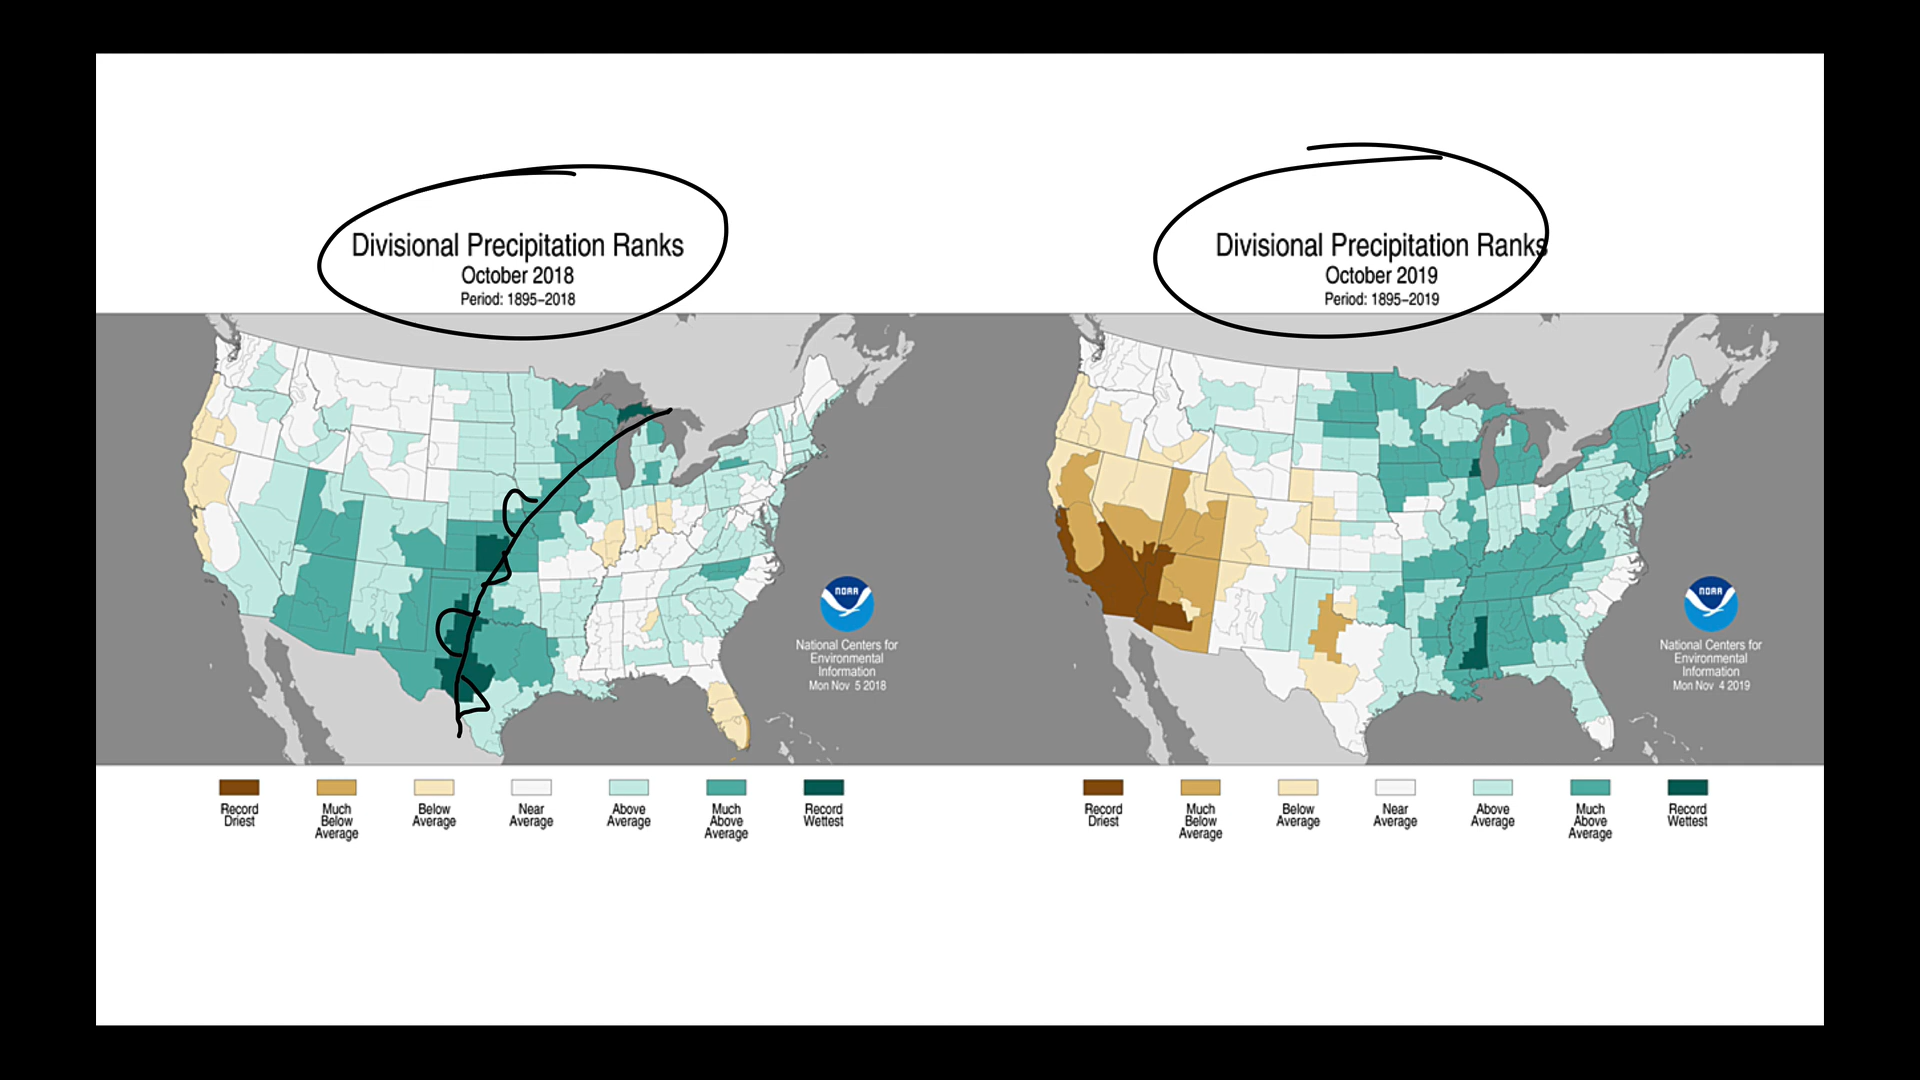 Divisional Precipitation Ranks
October 2018
Period: 1895–2018
NOAA
National Centers for
Environmental
Information
Mon Nov 5 2018
Record
Driest
Much
Below
Average
Below
Average
Near
Average
Above
Average
Much
Above
Average
Record
Wettest
Divisional Precipitation Ranks
October 2019
Period: 1895–2019
NOAA
National Centers for
Environmental
Information
Mon Nov 4 2019
Record
Driest
Much
Below
Average
Below
Average
Near
Average
Above
Average
Much
Above
Average
Record
Wettest